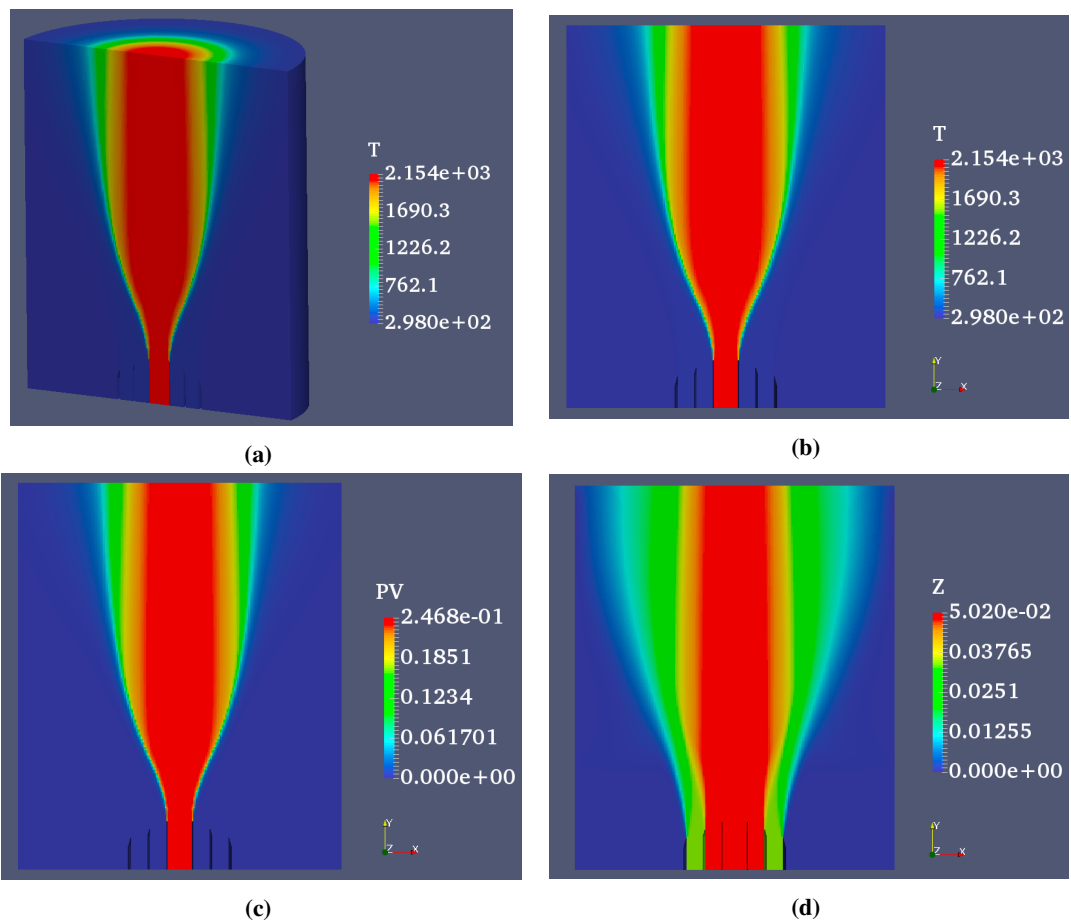 T
2.154e+03
1690.3
1226.2
762.1
2.980e+02
(a)
T
2.154e+03
1690.3
1226.2
762.1
2.980e+02
Y
Z X
(b)
PV
2.468e-01
0.1851
0.1234
0.061701
0.000e+00
Y
Z X
(c)
Z
5.020e-02
0.03765
0.0251
0.01255
0.000e+00
Y
Z X
(d)